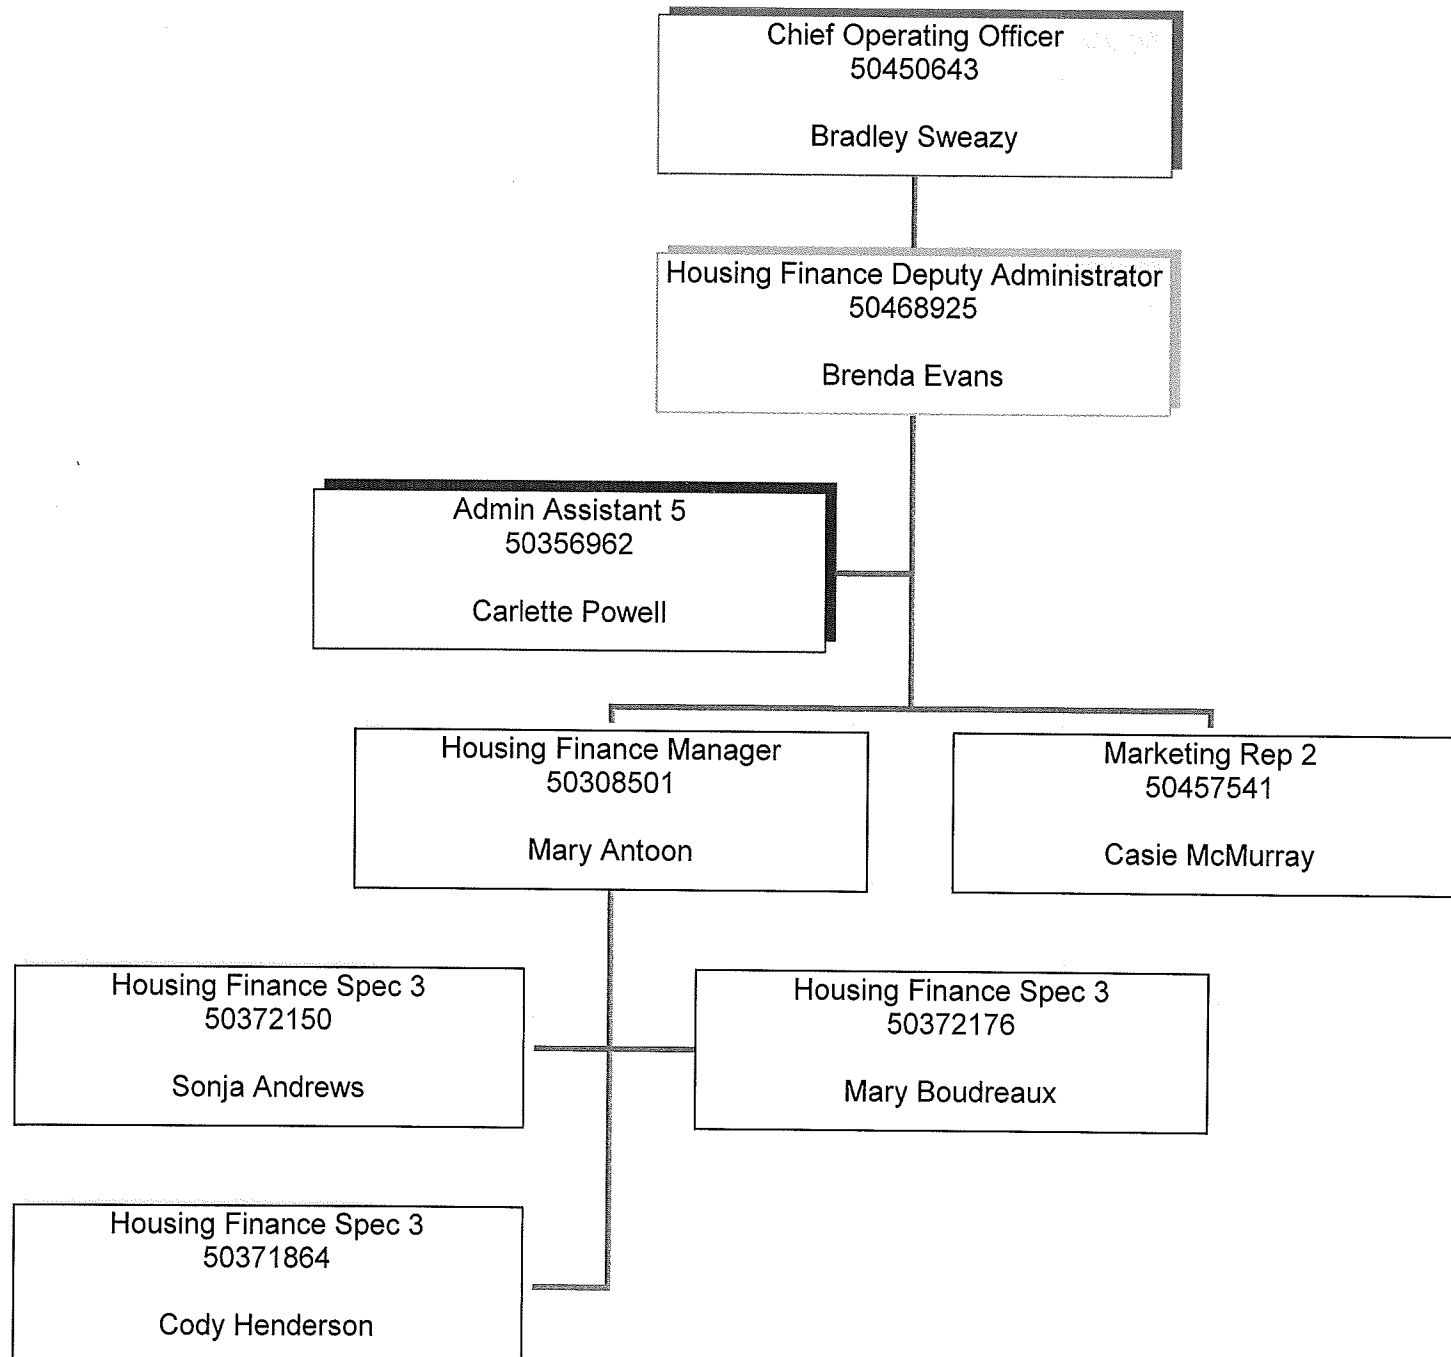 Chief Operating Officer
50450643
Bradley Sweazy
Housing Finance Deputy Administrator
50468925
Brenda Evans
Admin Assistant 5
50356962
Carlette Powell
Housing Finance Manager
50308501
Mary Antoon
Marketing Rep 2
50457541
Casie McMurray
Housing Finance Spec 3
50372150
Sonja Andrews
Housing Finance Spec 3
50372176
Mary Boudreaux
Housing Finance Spec 3
50371864
Cody Henderson